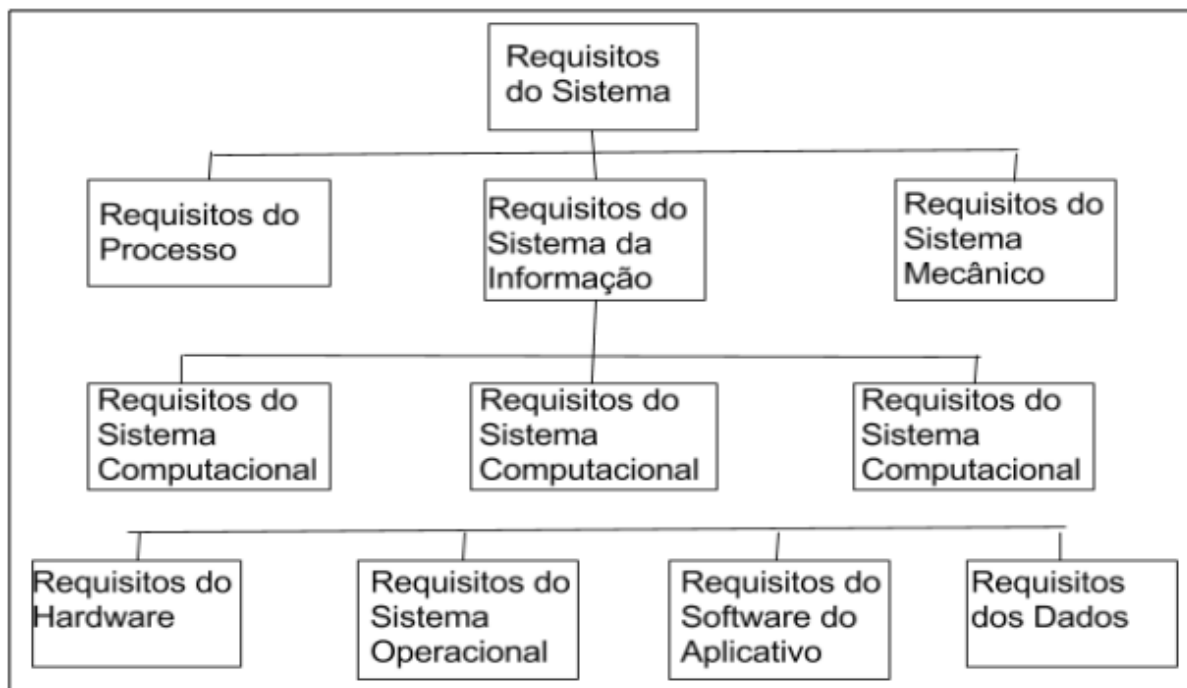 Requisitos
do Sistema
Requisitos do
Processo
Requisitos do
Sistema da
Informação
Requisitos do
Sistema
Mecânico
Requisitos do
Sistema
Computacional
Requisitos do
Sistema
Computacional
Requisitos do
Sistema
Computacional
Requisitos do
Hardware
Requisitos do
Sistema
Operacional
Requisitos do
Software do
Aplicativo
Requisitos
dos Dados